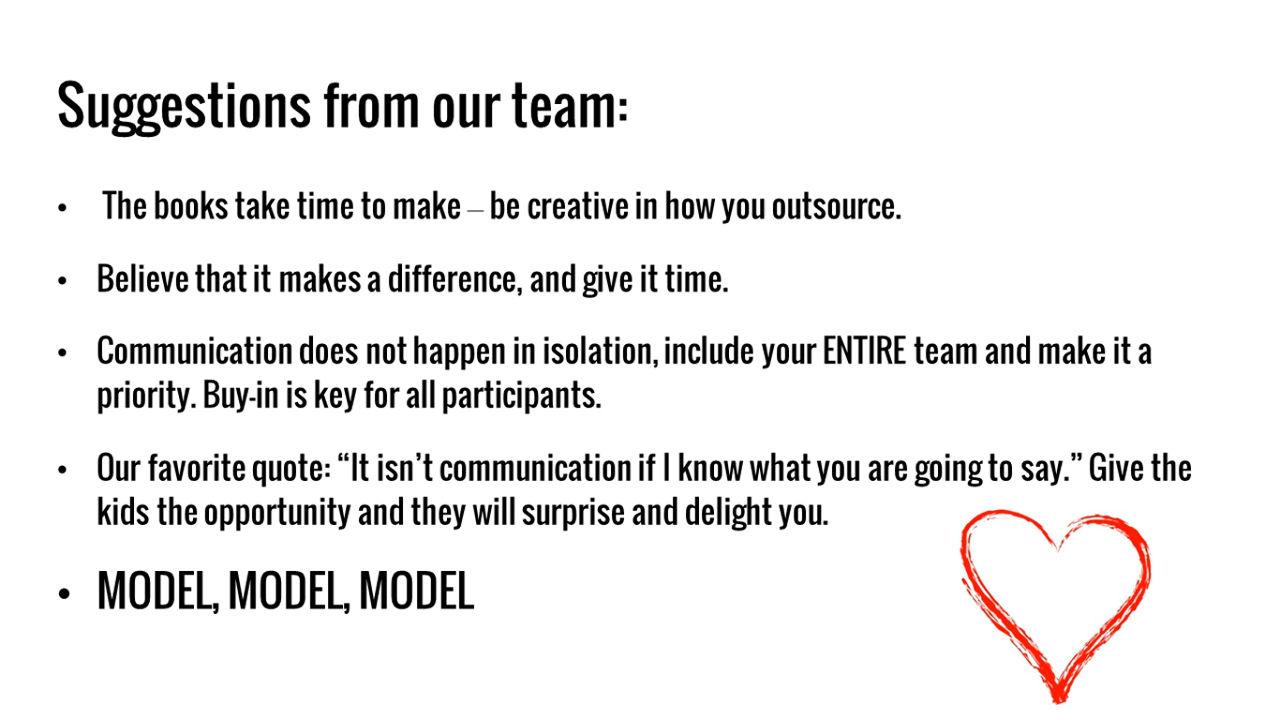 Suggestions from our team:
• The books take time to make – be creative in how you outsource.
• Believe that it makes a difference, and give it time.
• Communication does not happen in isolation, include your ENTIRE team and make it a
priority. Buy-in is key for all participants.
• Our favorite quote: “It isn’t communication if I know what you are going to say.” Give the
kids the opportunity and they will surprise and delight you.
• MODEL, MODEL, MODEL